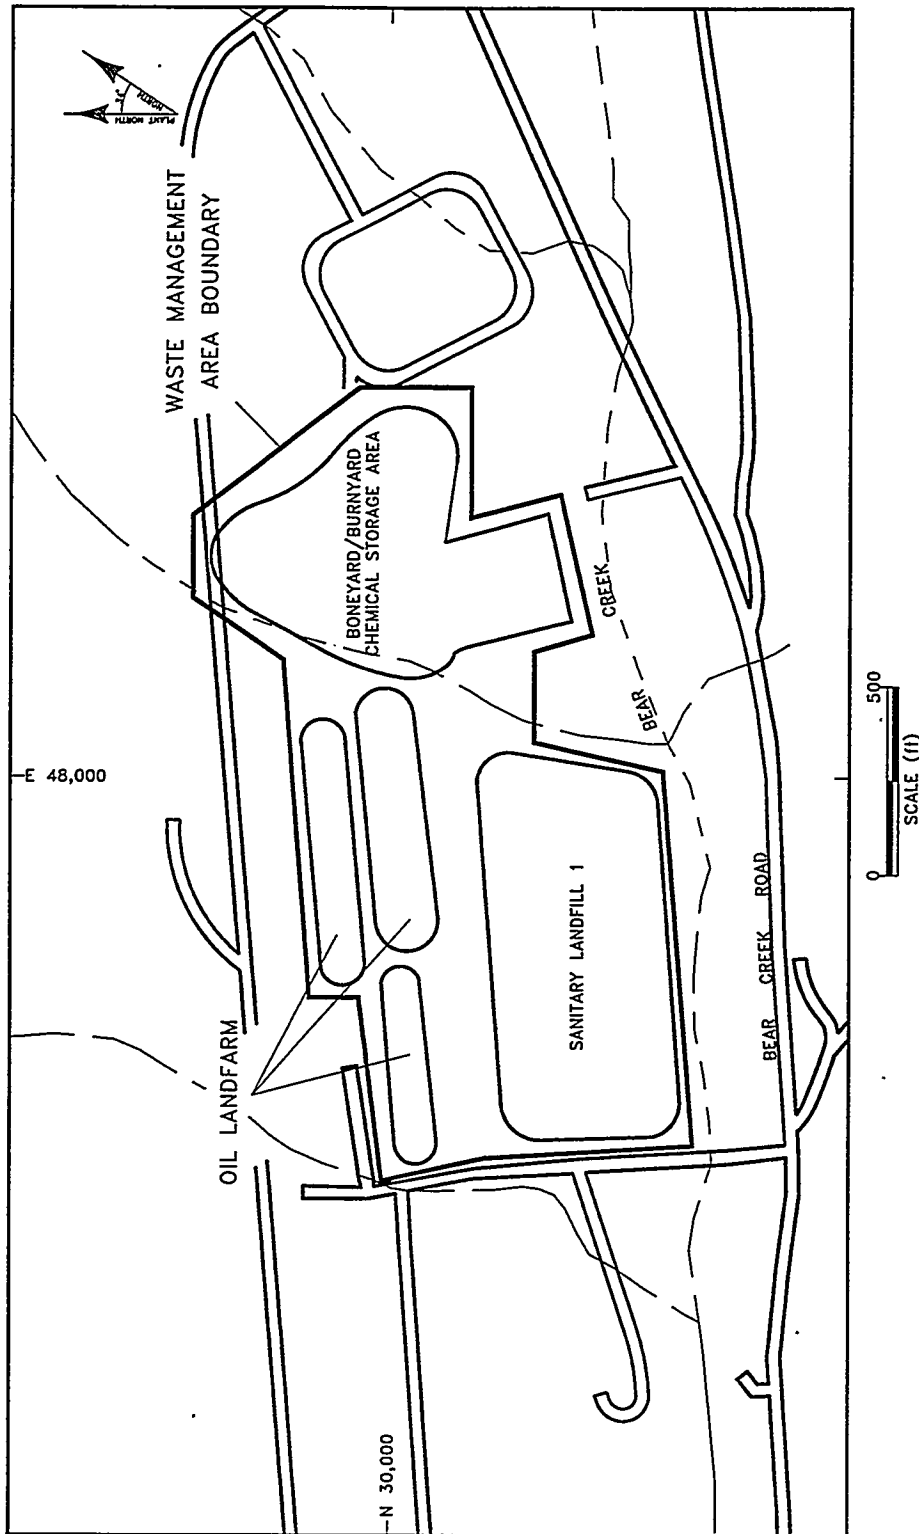 PLANT NORTH
NORTH
WASTE MANAGEMENT
AREA BOUNDARY
BONEYARD/BURNYARD
CHEMICAL STORAGE AREA
BEAR CREEK
E 48,000
OIL LANDFARM
SANITARY LANDFILL 1
BEAR CREEK ROAD
N 30,000
0 500
SCALE (ft)